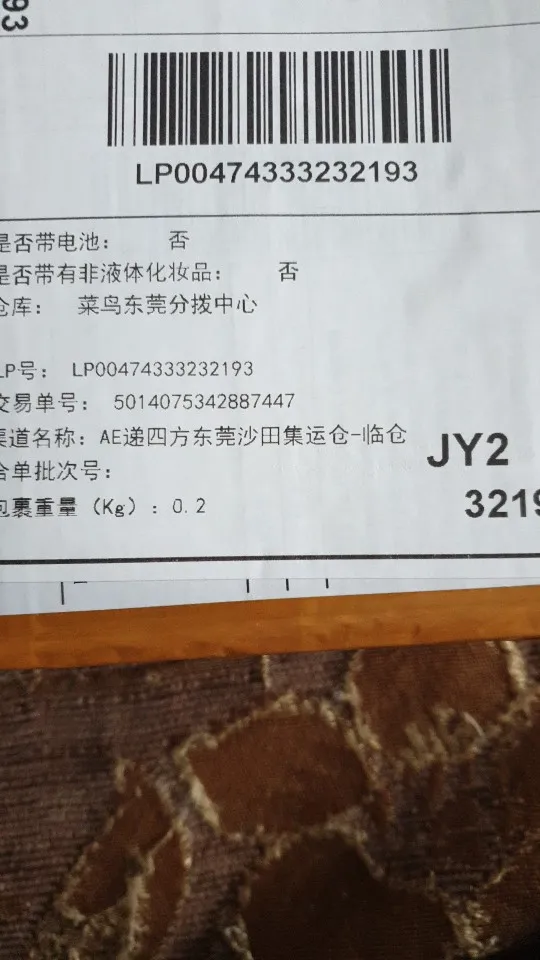 93
LP00474333232193
是否带电池： 否
是否带有非液体化妆品： 否
仓库： 菜鸟东莞分拨中心
LP号： LP00474333232193
交易单号： 5014075342887447
渠道名称：AE递四方东莞沙田集运仓-临仓
JY2
合单批次号：
包裹重量（Kg）：0.2
3219